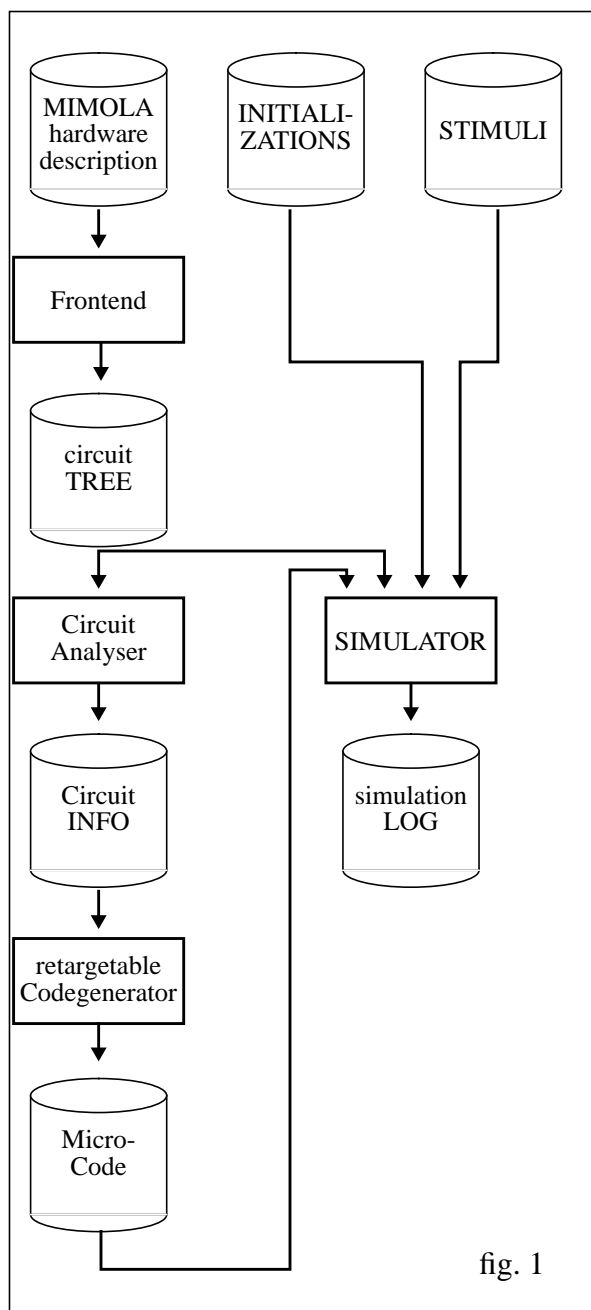 MIMOLA
hardware
description
INITIALI-
ZATIONS
STIMULI
Frontend
circuit
TREE
Circuit
Analyser
SIMULATOR
Circuit
INFO
simulation
LOG
retargetable
Codegenerator
Micro-
Code
fig. 1